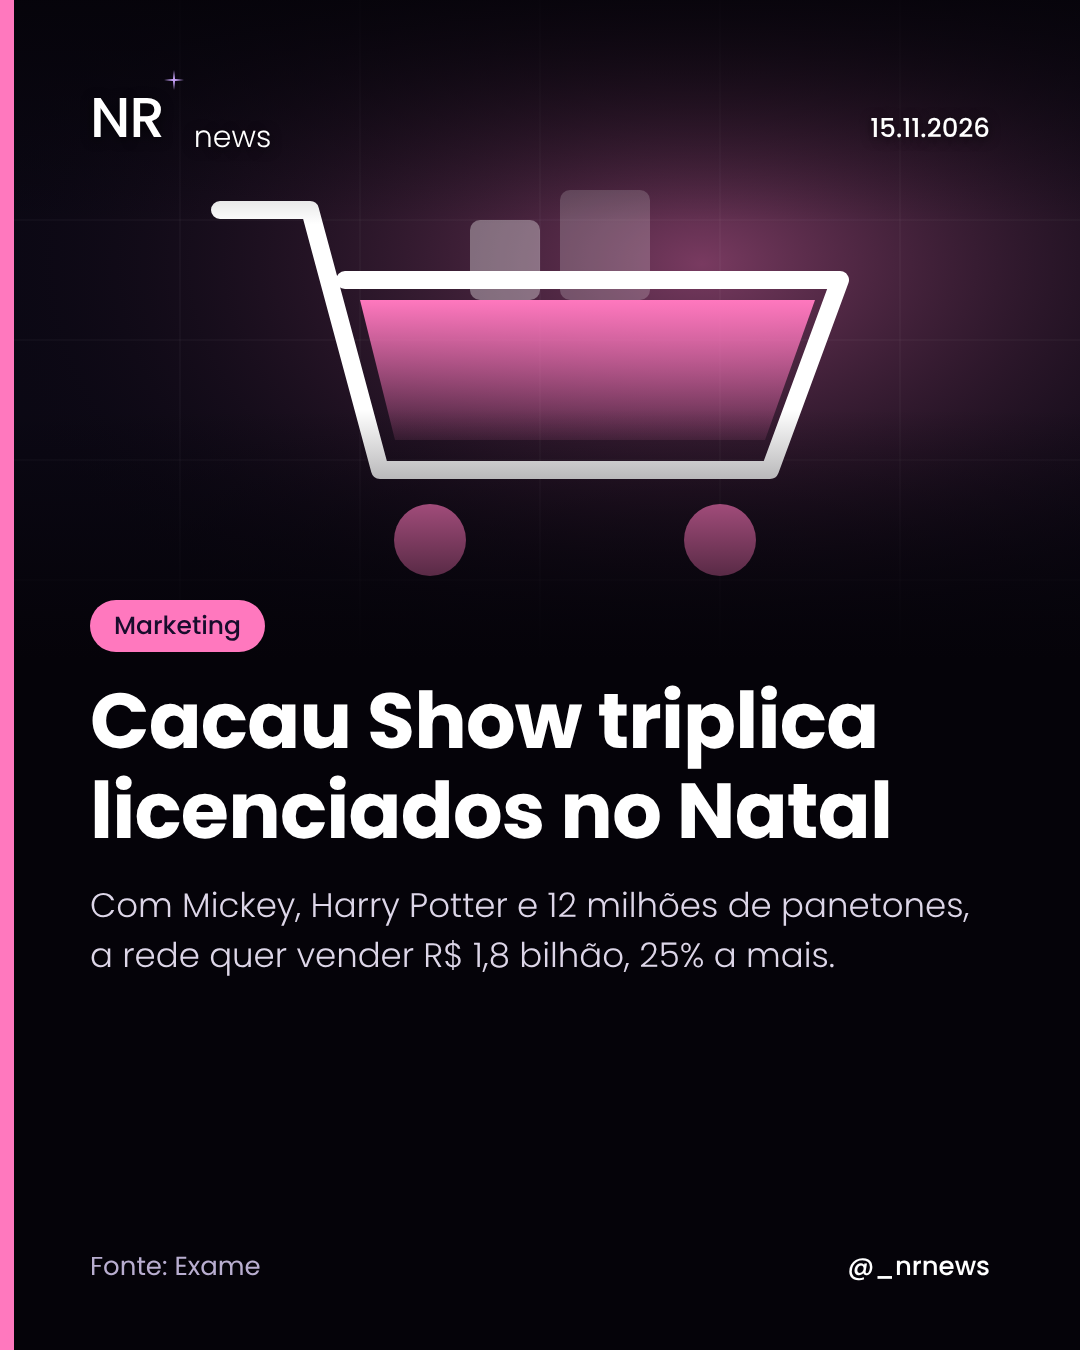 NR news
15.11.2026
Marketing
Cacau Show triplica
licenciados no Natal
Com Mickey, Harry Potter e 12 milhões de panetones,
a rede quer vender R$ 1,8 bilhão, 25% a mais.
Fonte: Exame
@_nrnews